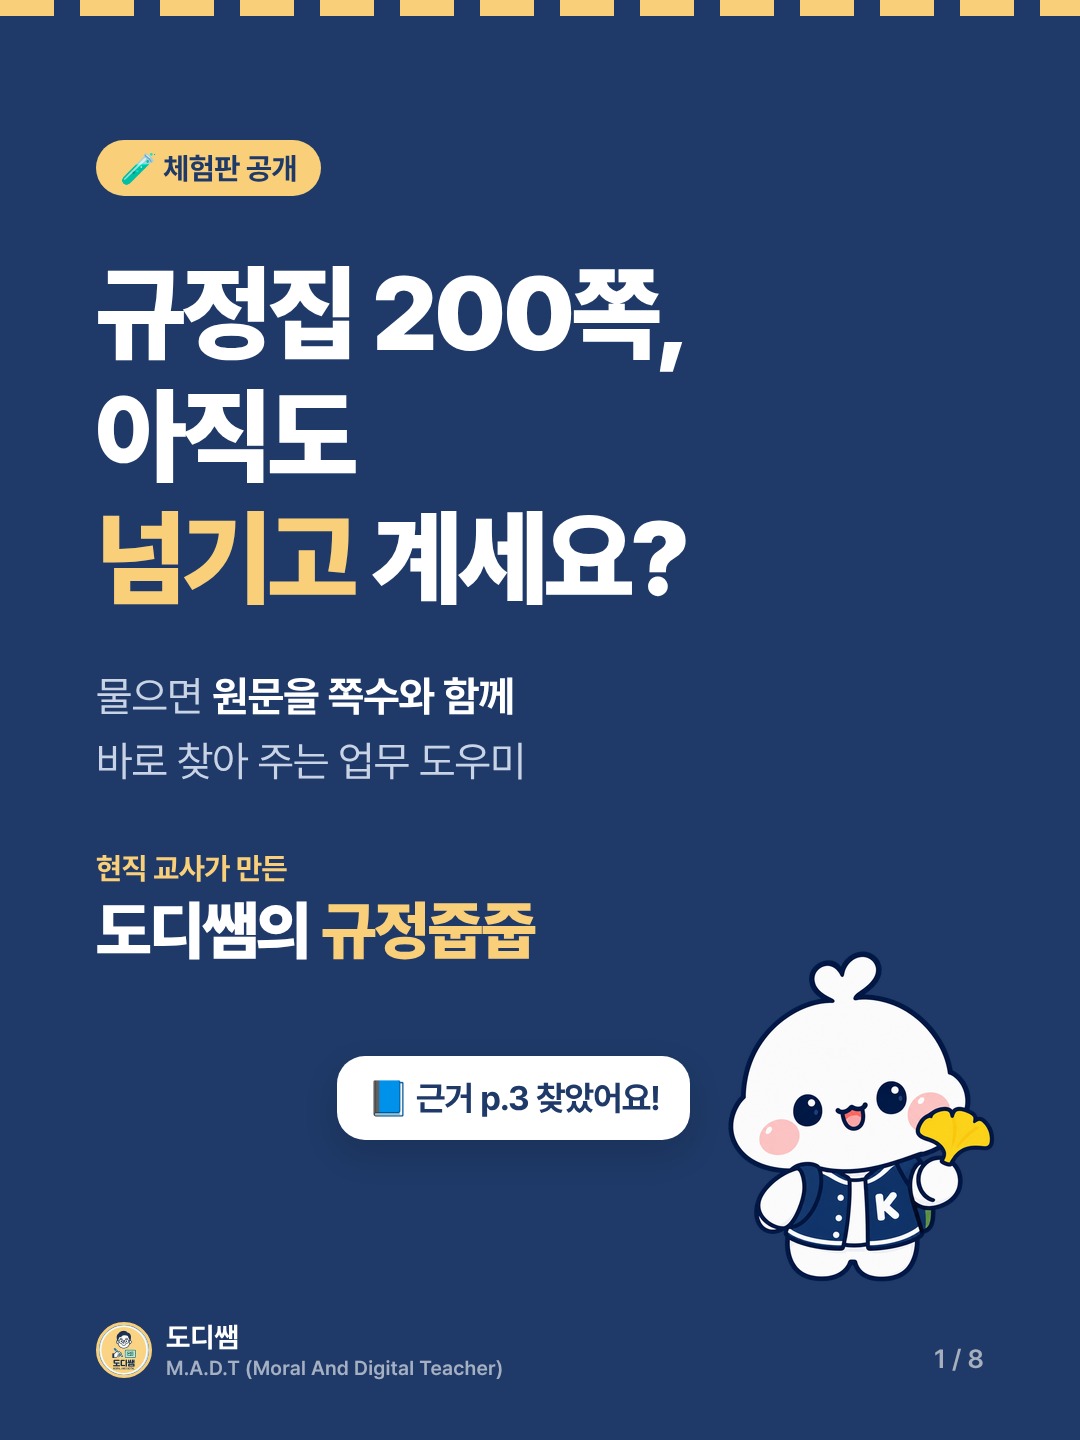 🧪 체험판 공개
규정집 200쪽,
아직도
넘기고 계세요?
물으면 원문을 쪽수와 함께
바로 찾아 주는 업무 도우미
현직 교사가 만든
도디쌤의 규정줍줍
📘 근거 p.3 찾았어요!
K
도디쌤
도디쌤
M.A.D.T (Moral And Digital Teacher)
1 / 8